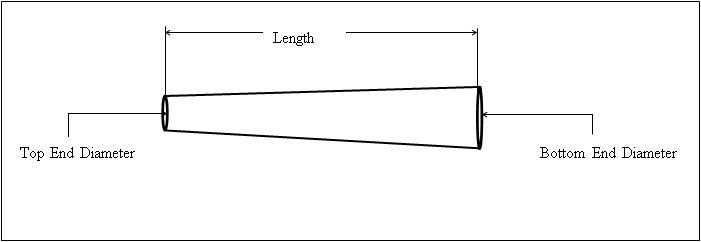 Length
Top End Diameter
Bottom End Diameter